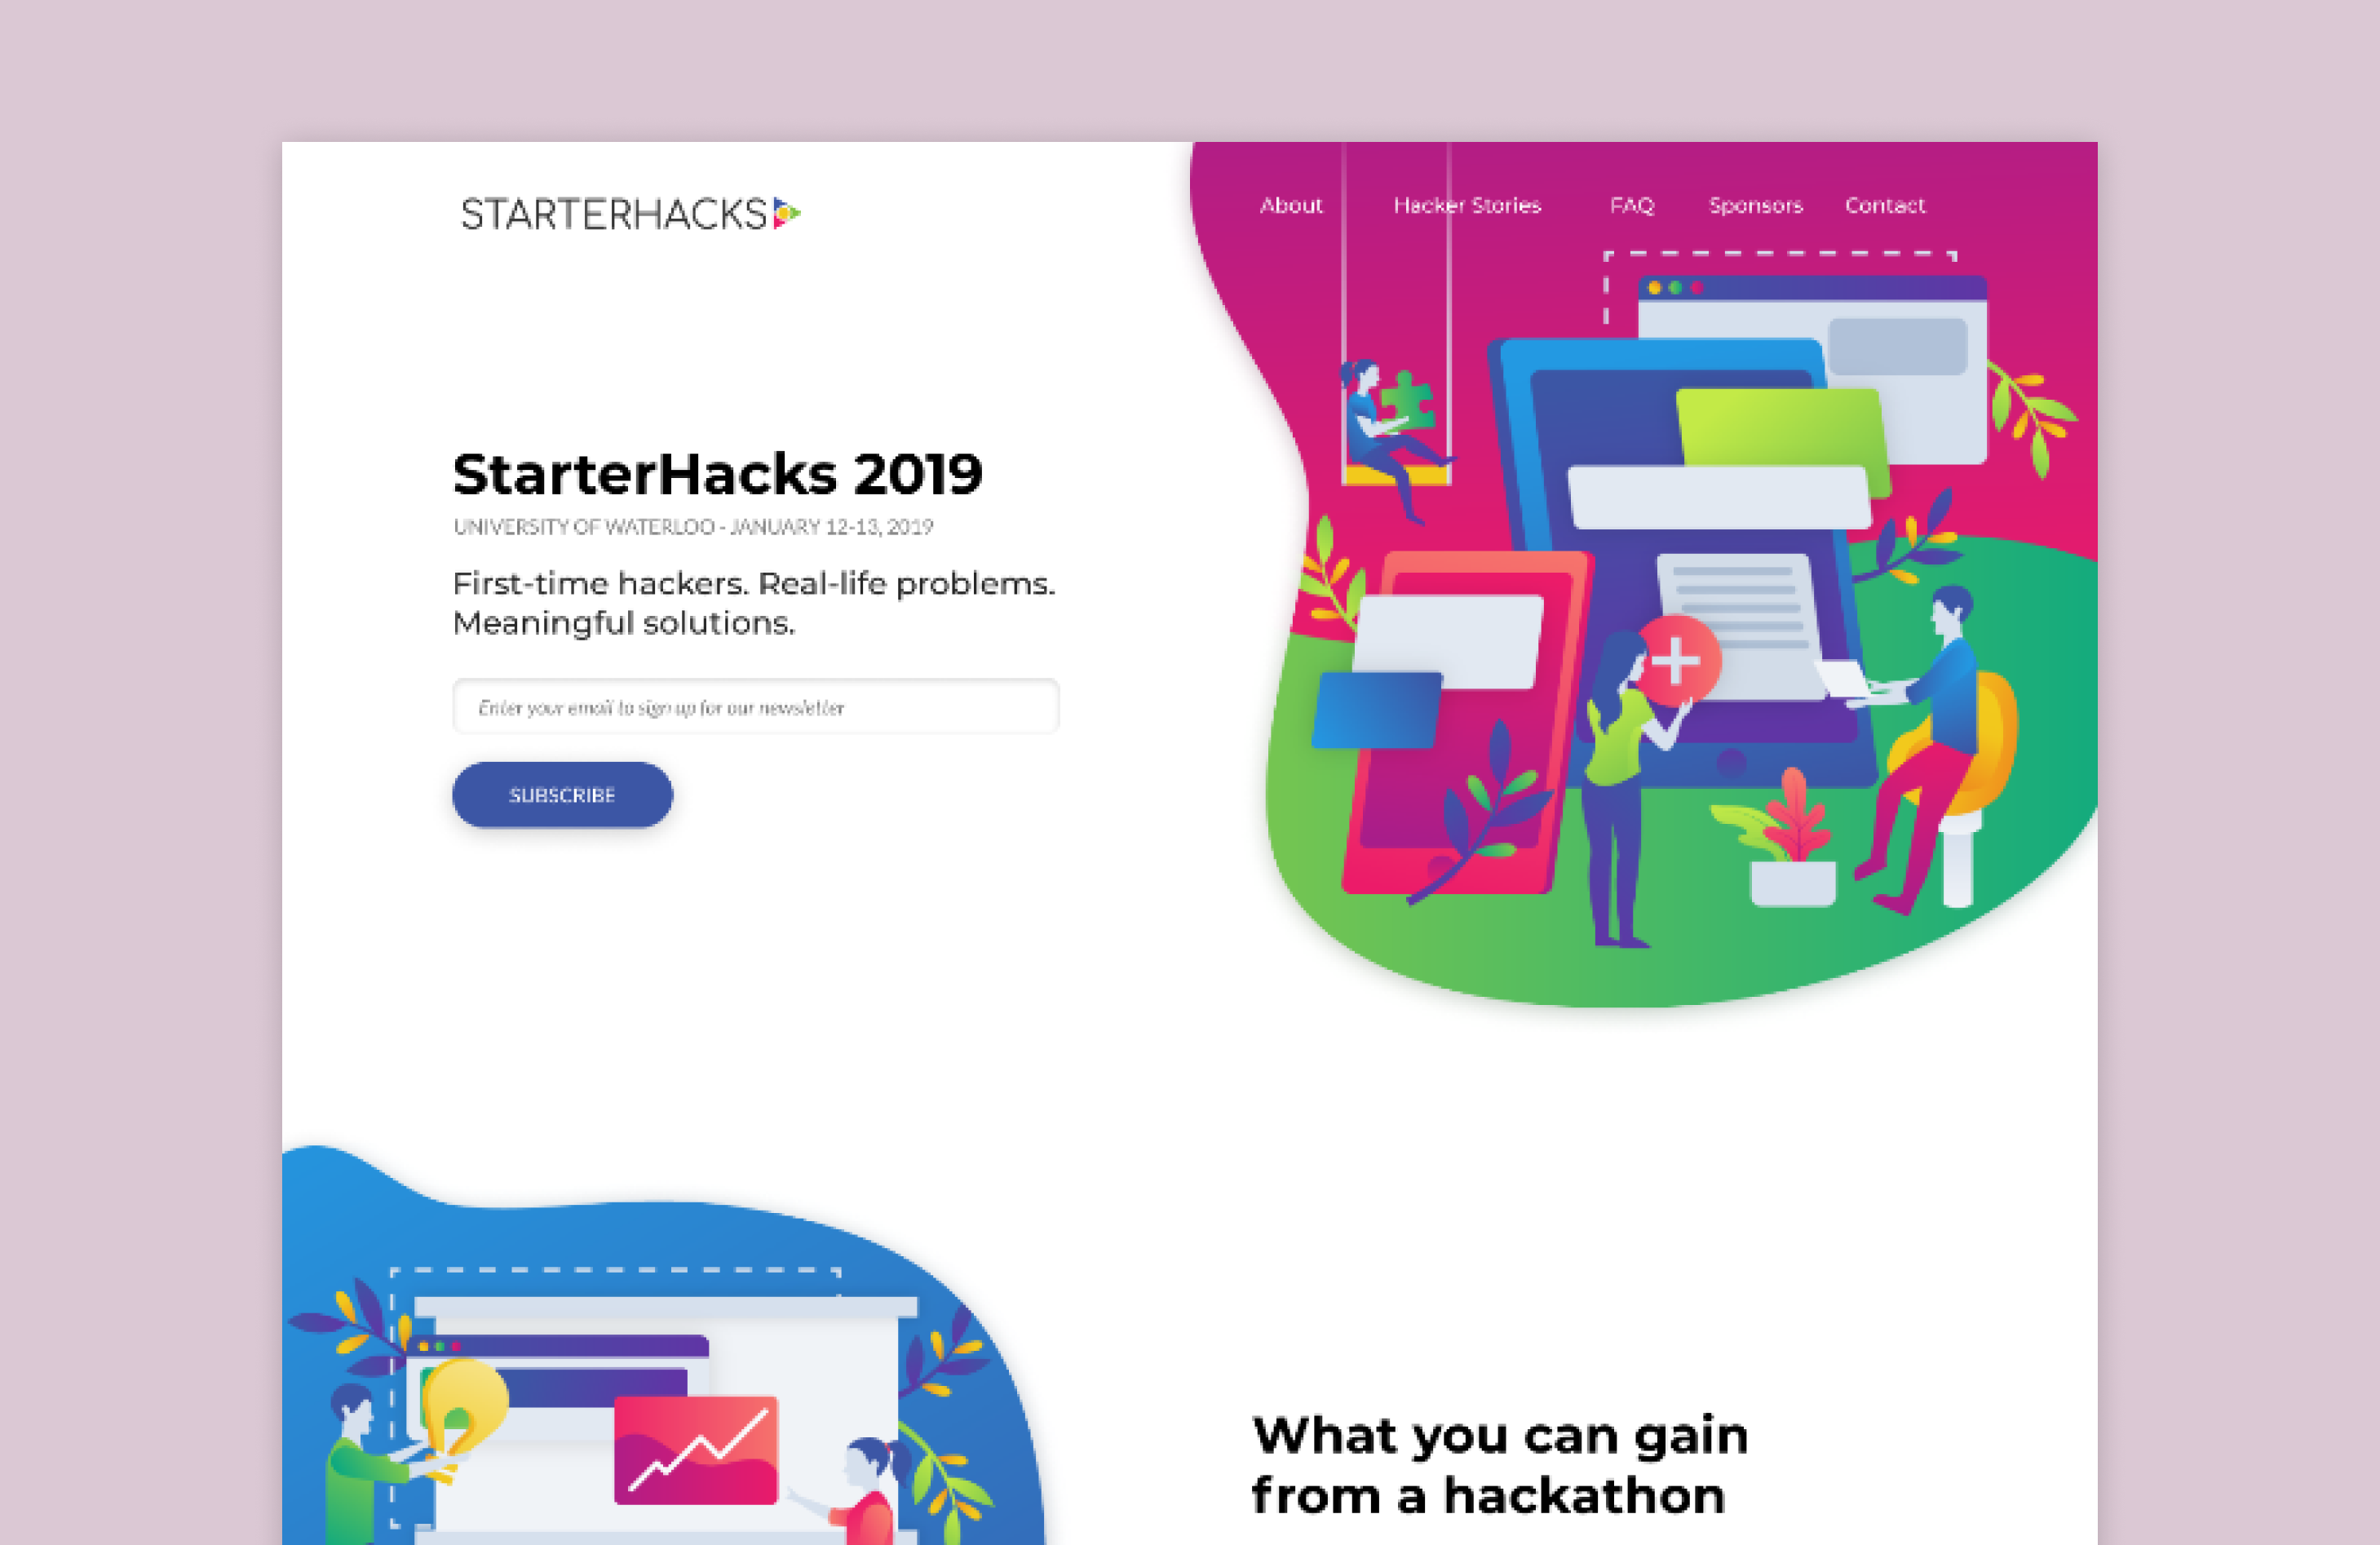 STARTERHACKS
About Hacker Stories FAQ Sponsors Contact
StarterHacks 2019
UNIVERSITY OF WATERLOO - JANUARY 12-13, 2019
First-time hackers. Real-life problems.
Meaningful solutions.
Enter your email to sign up for our newsletter
SUBSCRIBE
What you can gain
from a hackathon